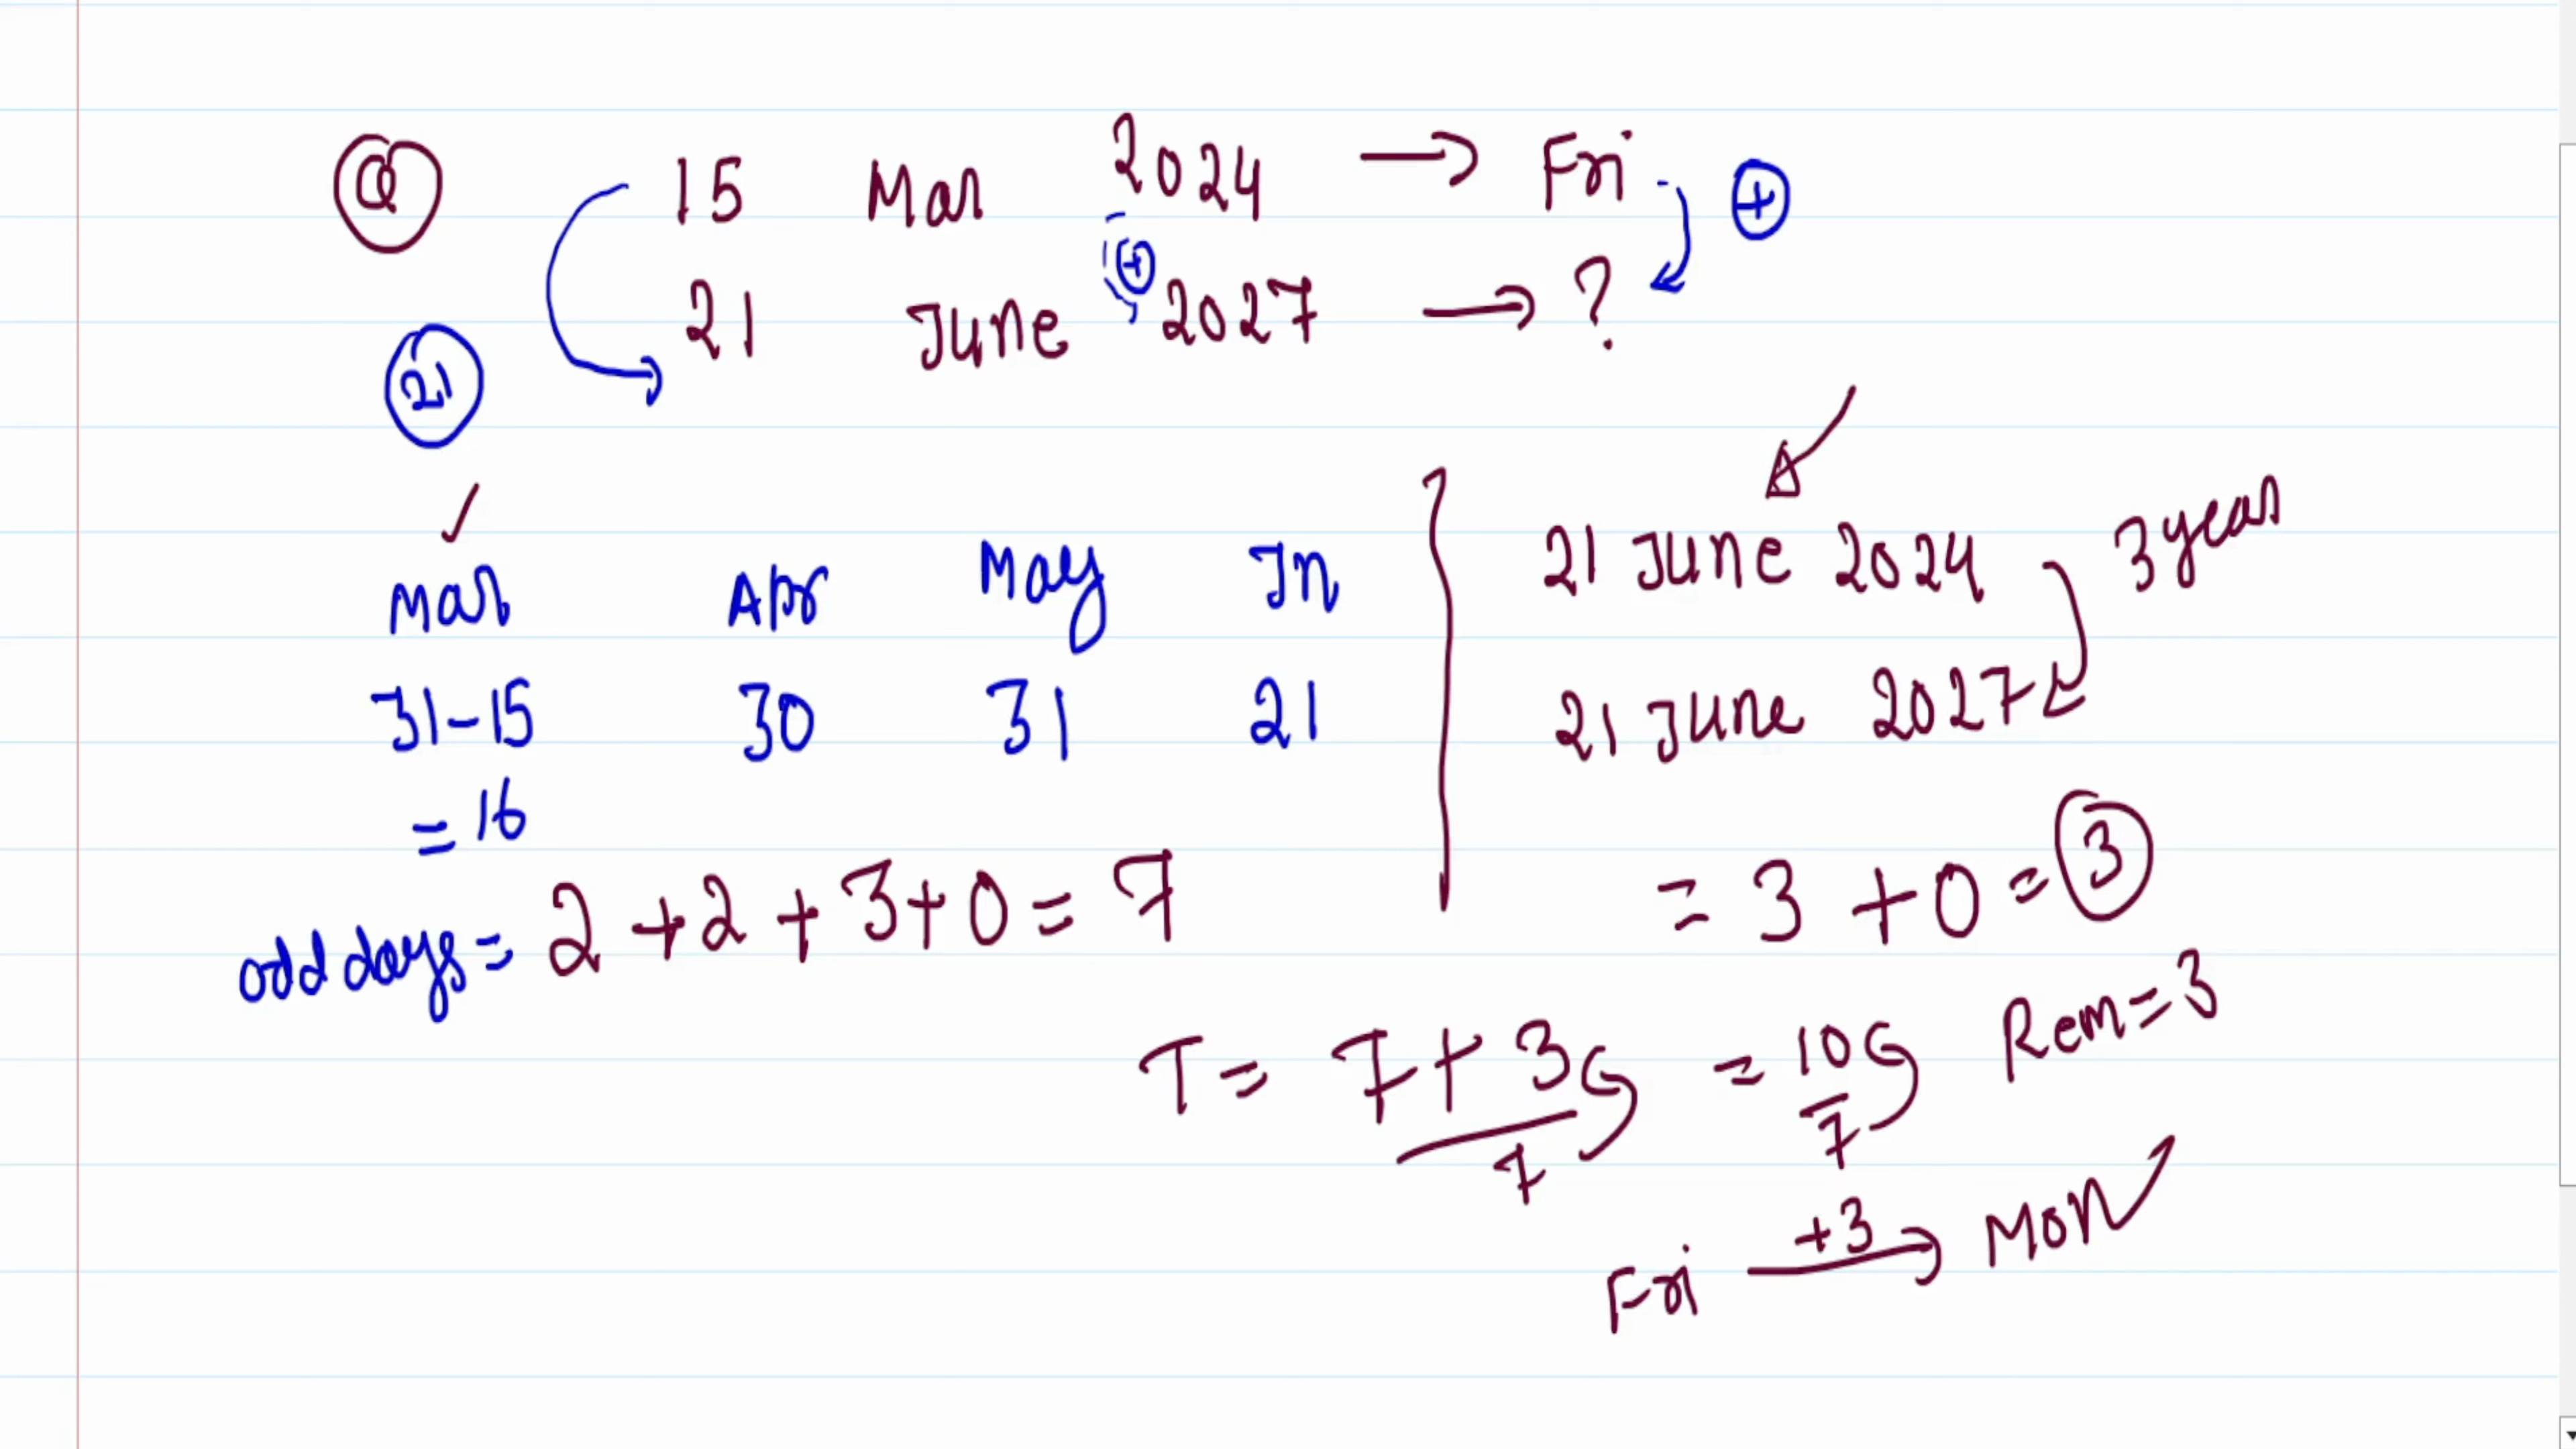 Q 15 Mar 2024 → Fri +
+
21 June 2027 → ?
21
Mar Apr May Jn
31-15 30 31 21
= 16
odd days = 2 + 2 + 3 + 0 = 7
21 June 2024 3 year
21 June 2027
= 3 + 0 = 3
T = 7 + 3 / 7 = 10 / 7 Rem = 3
Fri +3 → Mon